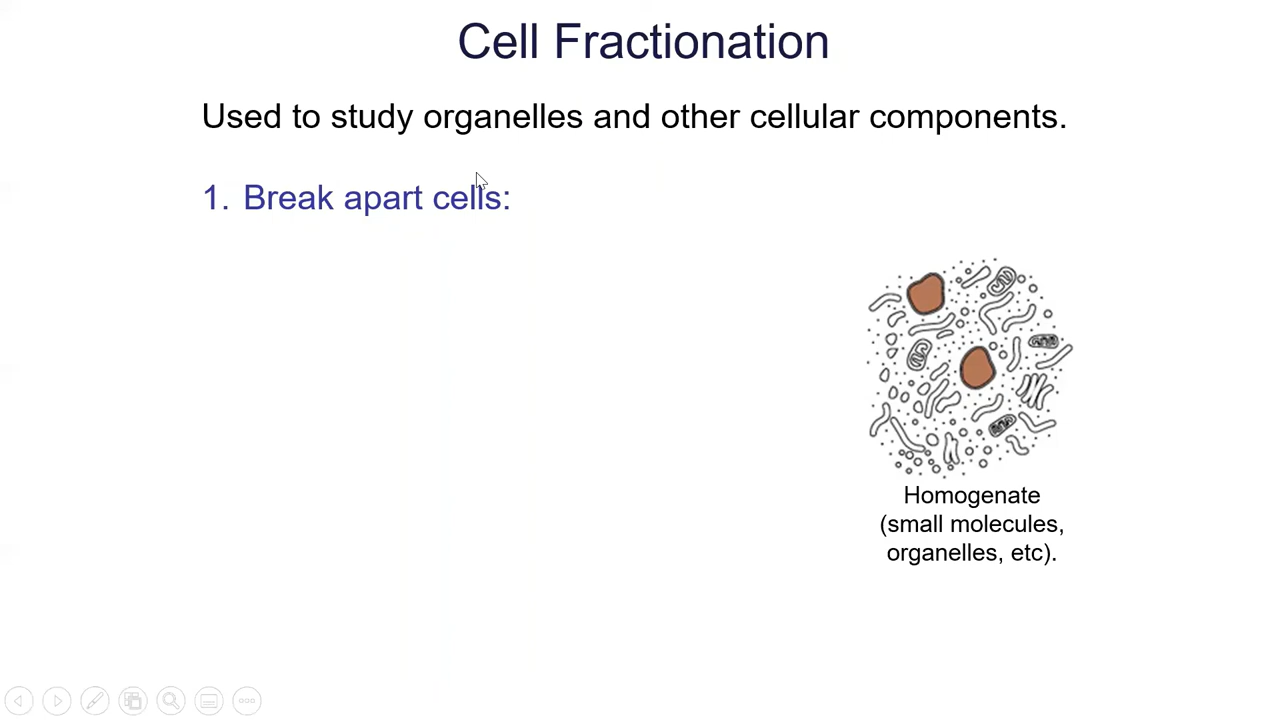 Cell Fractionation
Used to study organelles and other cellular components.
1. Break apart cells:
Homogenate
(small molecules,
organelles, etc).